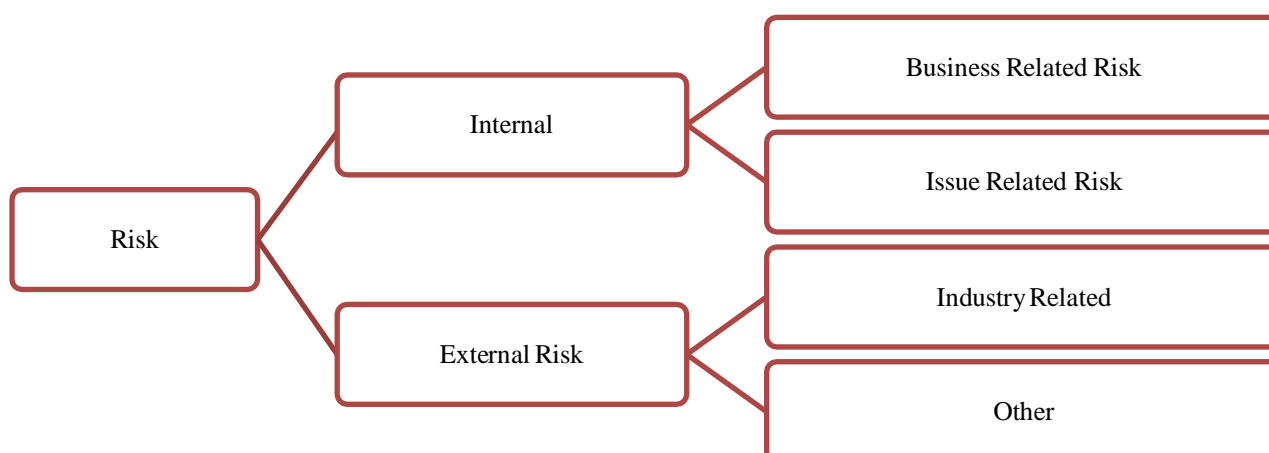 Risk
Internal
Business Related Risk
Issue Related Risk
External Risk
Industry Related
Other